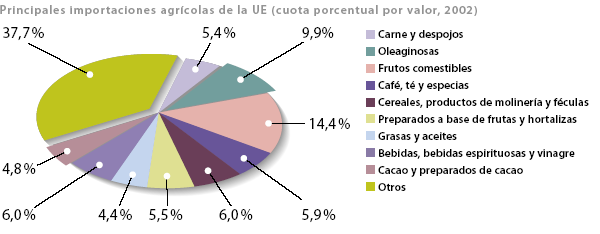 Principales importaciones agrícolas de la UE (cuota porcentual por valor, 2002)
37,7%
5,4%
9,9%
14,4%
5,9%
6,0%
5,5%
4,4%
6,0%
4,8%
Carne y despojos
Oleaginosas
Frutos comestibles
Café, té y especias
Cereales, productos de molinería y féculas
Preparados a base de frutas y hortalizas
Grasas y aceites
Bebidas, bebidas espirituosas y vinagre
Cacao y preparados de cacao
Otros